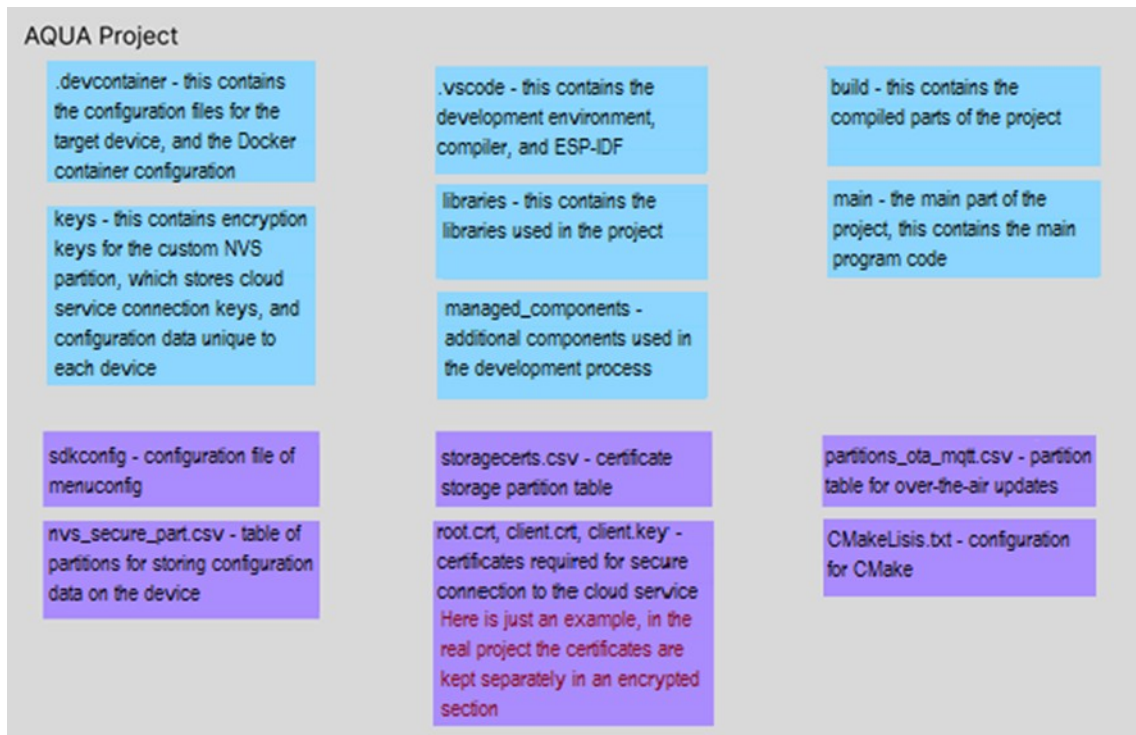 AQUA Project
.devcontainer - this contains
the configuration files for the
target device, and the Docker
container configuration
keys - this contains encryption
keys for the custom NVS
partition, which stores cloud
service connection keys, and
configuration data unique to
each device
.vscode - this contains the
development environment,
compiler, and ESP-IDF
libraries - this contains the
libraries used in the project
managed_components -
additional components used in
the development process
build - this contains the
compiled parts of the project
main - the main part of the
project, this contains the main
program code
sdkconfig - configuration file of
menuconfig
nvs_secure_part.csv - table of
partitions for storing configuration
data on the device
storagecerts.csv - certificate
storage partition table
root.crt, client.crt, client.key -
certificates required for secure
connection to the cloud service
Here is just an example, in the
real project the certificates are
kept separately in an encrypted
section
partitions_ota_mqtt.csv - partition
table for over-the-air updates
CMakeLisis.txt - configuration
for CMake